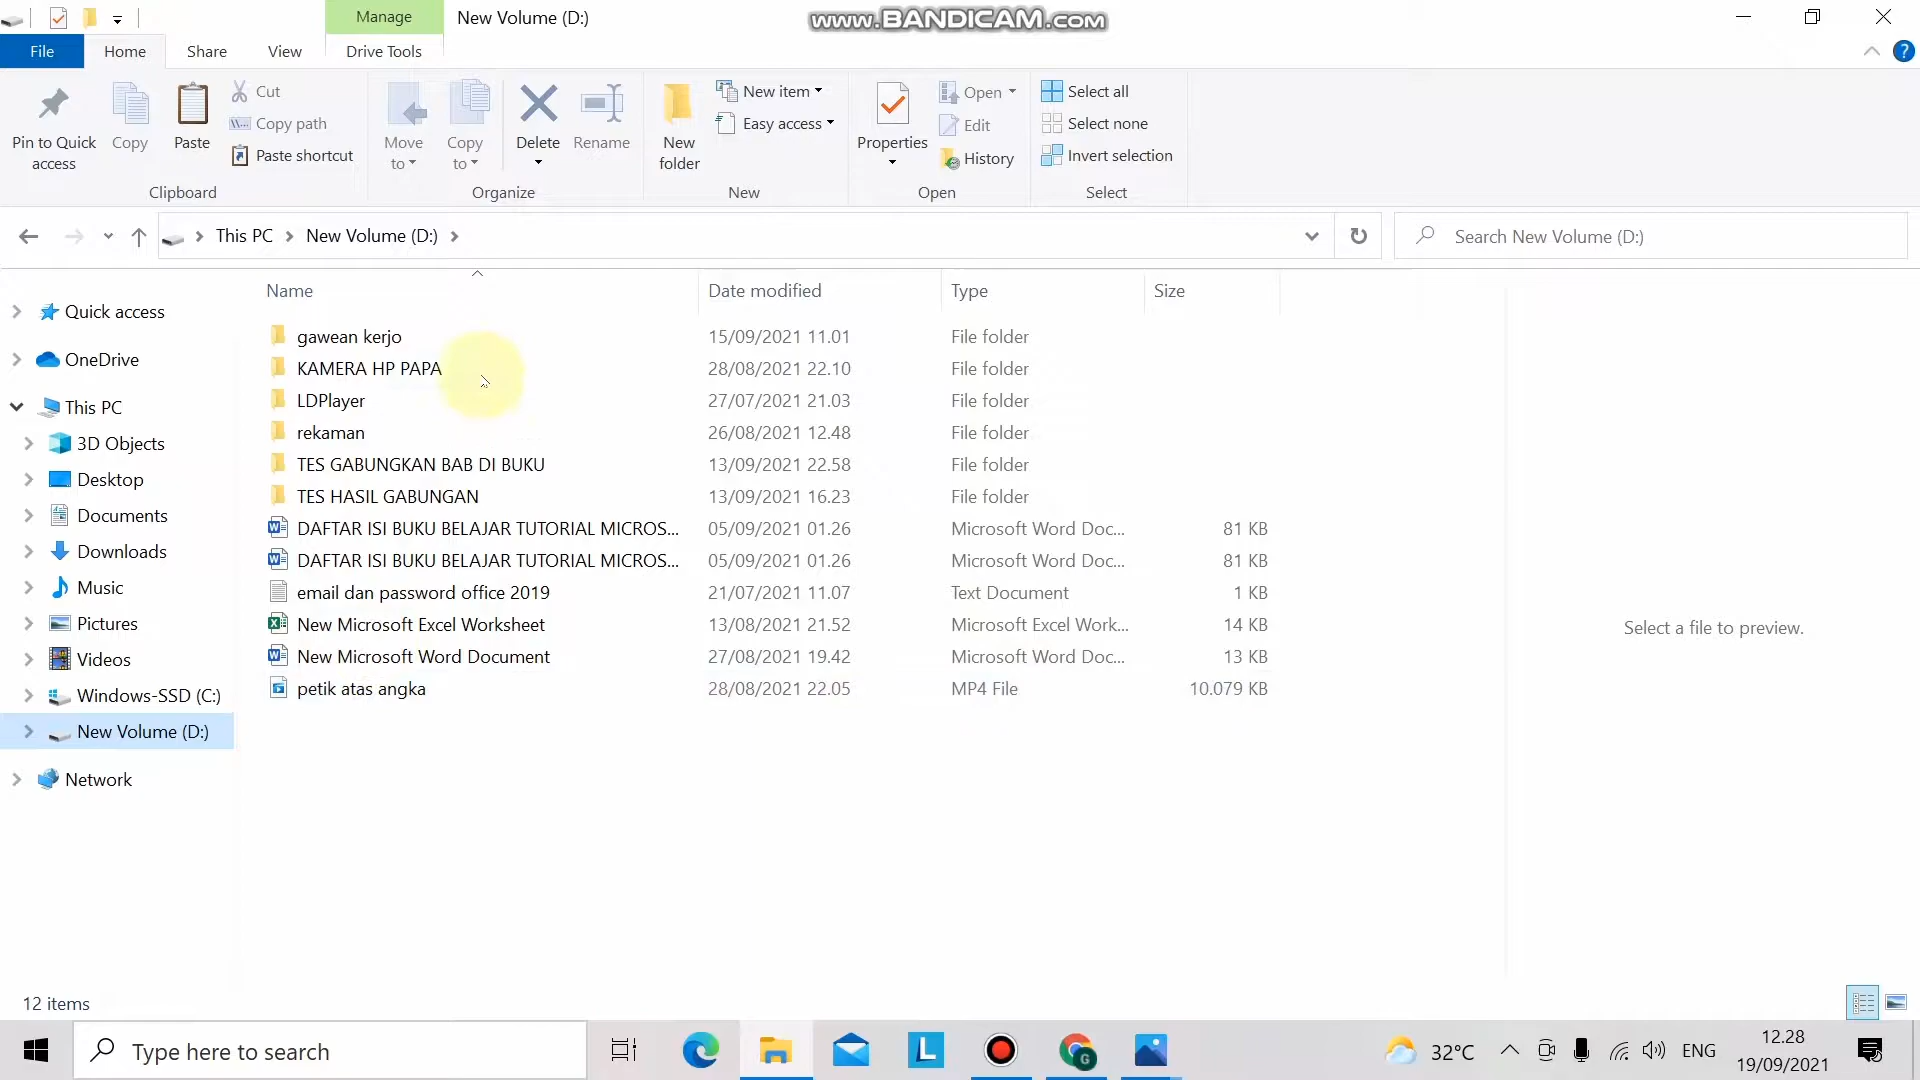 Manage
New Volume (D:)
www.BANDICAM.com
File
Home
Share
View
Drive Tools
Pin to Quick access
Copy
Paste
Cut
Copy path
Paste shortcut
Clipboard
Move to
Copy to
Delete
Rename
Organize
New folder
New item
Easy access
New
Properties
Open
Edit
History
Open
Select all
Select none
Invert selection
Select
This PC
New Volume (D:)
Search New Volume (D:)
Quick access
OneDrive
This PC
3D Objects
Desktop
Documents
Downloads
Music
Pictures
Videos
Windows-SSD (C:)
New Volume (D:)
Network
Name Date modified Type Size
gawean kerjo 15/09/2021 11.01 File folder
KAMERA HP PAPA 28/08/2021 22.10 File folder
LDPlayer 27/07/2021 21.03 File folder
rekaman 26/08/2021 12.48 File folder
TES GABUNGKAN BAB DI BUKU 13/09/2021 22.58 File folder
TES HASIL GABUNGAN 13/09/2021 16.23 File folder
DAFTAR ISI BUKU BELAJAR TUTORIAL MICROS... 05/09/2021 01.26 Microsoft Word Doc... 81 KB
DAFTAR ISI BUKU BELAJAR TUTORIAL MICROS... 05/09/2021 01.26 Microsoft Word Doc... 81 KB
email dan password office 2019 21/07/2021 11.07 Text Document 1 KB
New Microsoft Excel Worksheet 13/08/2021 21.52 Microsoft Excel Work... 14 KB
New Microsoft Word Document 27/08/2021 19.42 Microsoft Word Doc... 13 KB
petik atas angka 28/08/2021 22.05 MP4 File 10.079 KB
Select a file to preview.
12 items
Type here to search
32°C
ENG
12.28
19/09/2021